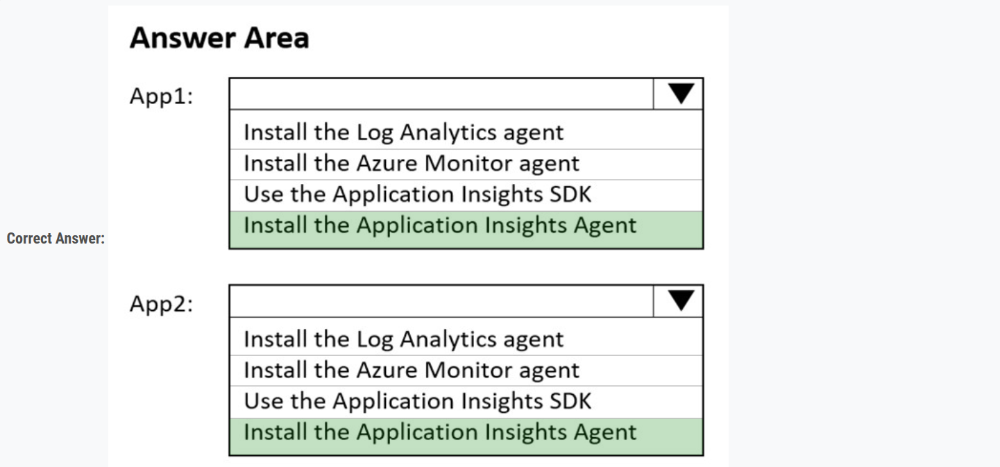 Answer Area
App1:
Install the Log Analytics agent
Install the Azure Monitor agent
Use the Application Insights SDK
Install the Application Insights Agent
Correct Answer:
App2:
Install the Log Analytics agent
Install the Azure Monitor agent
Use the Application Insights SDK
Install the Application Insights Agent